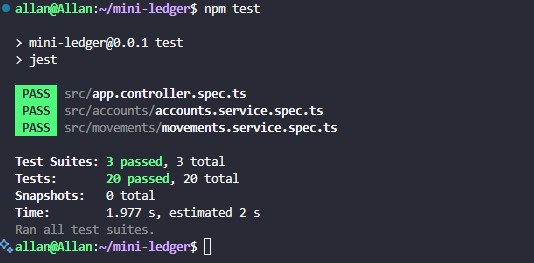 allan@Allan:~/mini-ledger$ npm test
> mini-ledger@0.0.1 test
> jest
PASS src/app.controller.spec.ts
PASS src/accounts/accounts.service.spec.ts
PASS src/movements/movements.service.spec.ts
Test Suites: 3 passed, 3 total
Tests: 20 passed, 20 total
Snapshots: 0 total
Time: 1.977 s, estimated 2 s
Ran all test suites.
allan@Allan:~/mini-ledger$